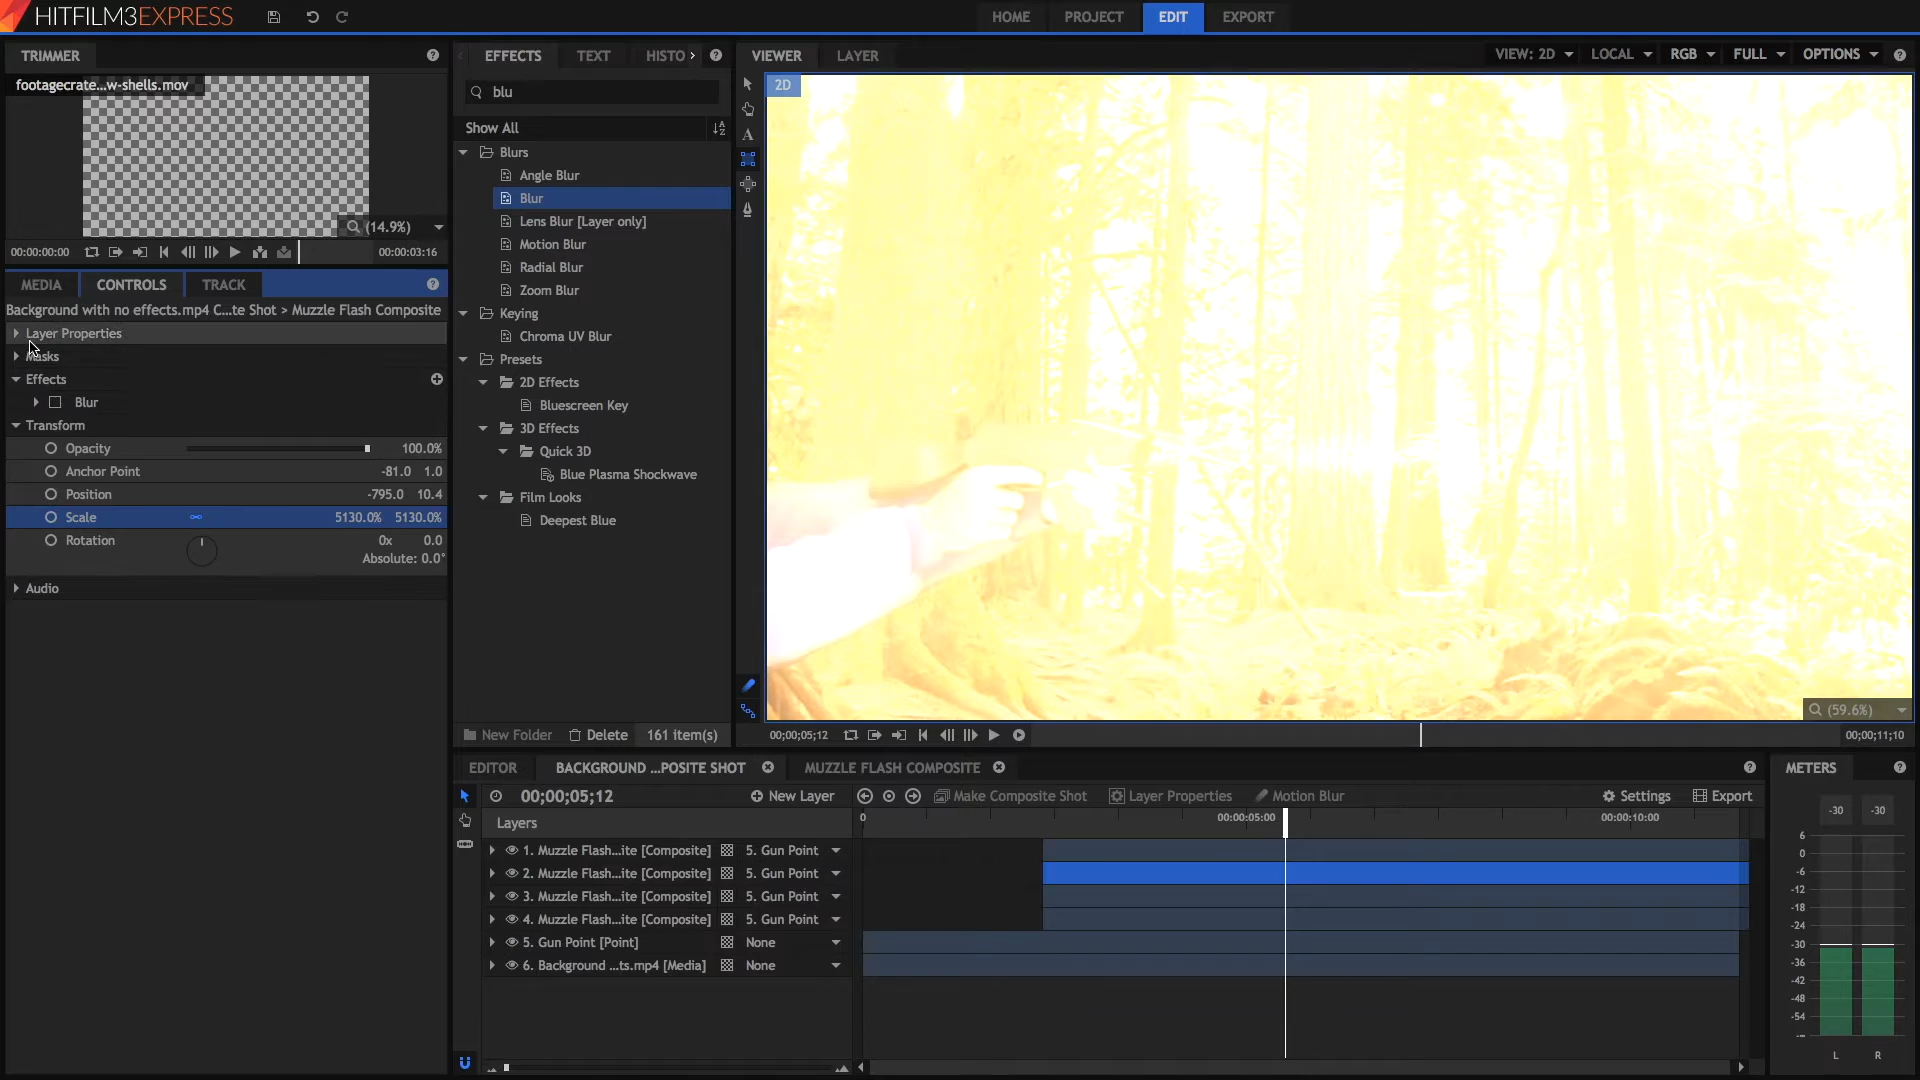 HITFILM3EXPRESS
HOME PROJECT EDIT EXPORT
TRIMMER
footagecrate...w-shells.mov
(14.9%)
00:00:00:00 00:00:03:16
MEDIA CONTROLS TRACK
Background with no effects.mp4 C...te Shot > Muzzle Flash Composite
Layer Properties
Masks
Effects
Blur
Transform
Opacity 100.0%
Anchor Point -81.0 1.0
Position -795.0 10.4
Scale 5130.0% 5130.0%
Rotation 0x 0.0
Absolute: 0.0°
Audio
EFFECTS TEXT HISTO
blu
Show All
Blurs
Angle Blur
Blur
Lens Blur [Layer only]
Motion Blur
Radial Blur
Zoom Blur
Keying
Chroma UV Blur
Presets
2D Effects
Bluescreen Key
3D Effects
Quick 3D
Blue Plasma Shockwave
Film Looks
Deepest Blue
New Folder Delete 161 item(s)
VIEWER LAYER
VIEW: 2D LOCAL RGB FULL OPTIONS
2D
A
(59.6%)
00;00;05;12 00;00;11;10
EDITOR BACKGROUND ...POSITE SHOT MUZZLE FLASH COMPOSITE
00;00;05;12 New Layer Make Composite Shot Layer Properties Motion Blur Settings Export
Layers 0 00:00:05:00 00:00:10:00
1. Muzzle Flash...ite [Composite] 5. Gun Point
2. Muzzle Flash...ite [Composite] 5. Gun Point
3. Muzzle Flash...ite [Composite] 5. Gun Point
4. Muzzle Flash...ite [Composite] 5. Gun Point
5. Gun Point [Point] None
6. Background ...ts.mp4 [Media] None
METERS
-30 -30
6
0
-6
-12
-18
-24
-30
-36
-42
-48
-54
-∞
L R